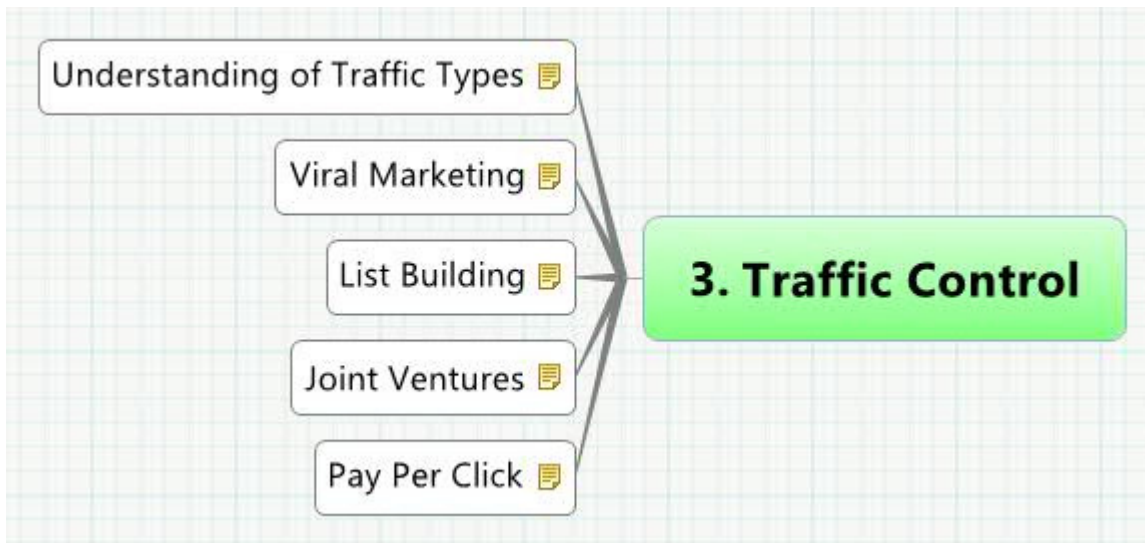 Understanding of Traffic Types
Viral Marketing
List Building
3. Traffic Control
Joint Ventures
Pay Per Click